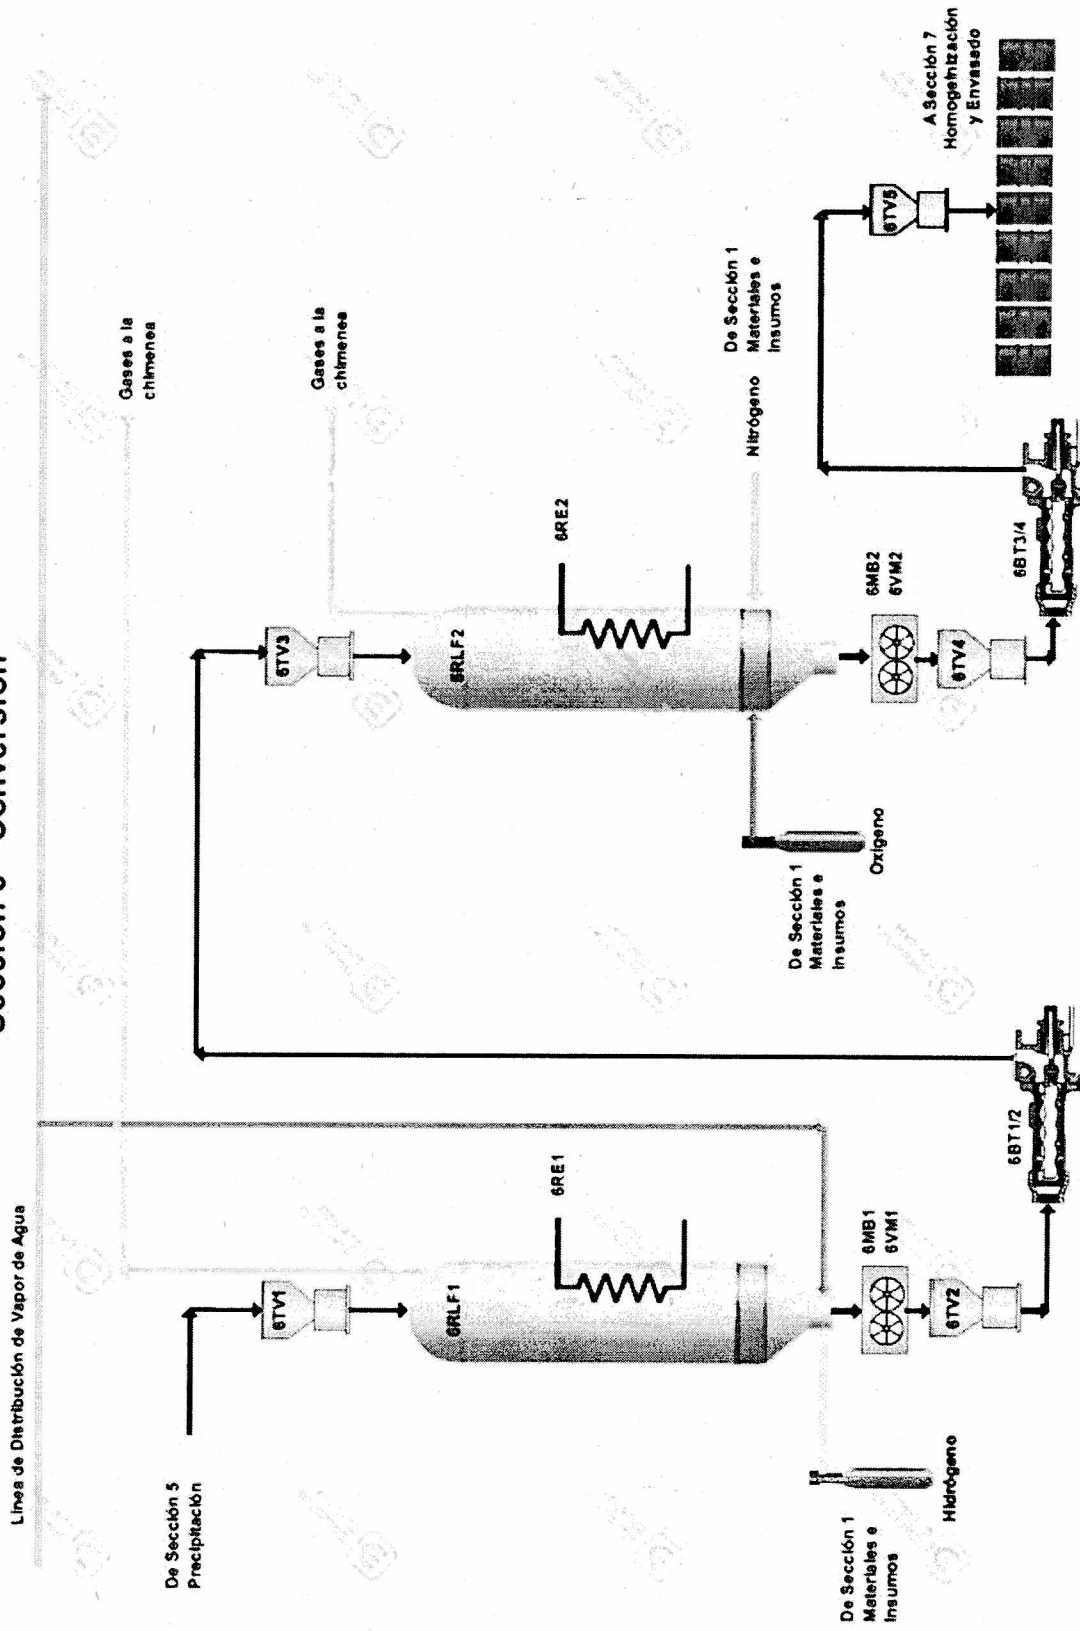 Sección 6 - Conversión
Línea de Distribución de Vapor de Agua
De Sección 5
Precipitación
Gases a la
chimenea
Gases a la
chimenea
6TV1
6RLF1
6RE1
6MB1
6VM1
6TV2
6BT1/2
De Sección 1
Materiales e
Insumos
Hidrógeno
6TV3
6RLF2
6RE2
De Sección 1
Materiales e
Insumos
Oxígeno
Nitrógeno
De Sección 1
Materiales e
Insumos
6MB2
6VM2
6TV4
6BT3/4
6TV5
A Sección 7
Homogeinización
y Envasado